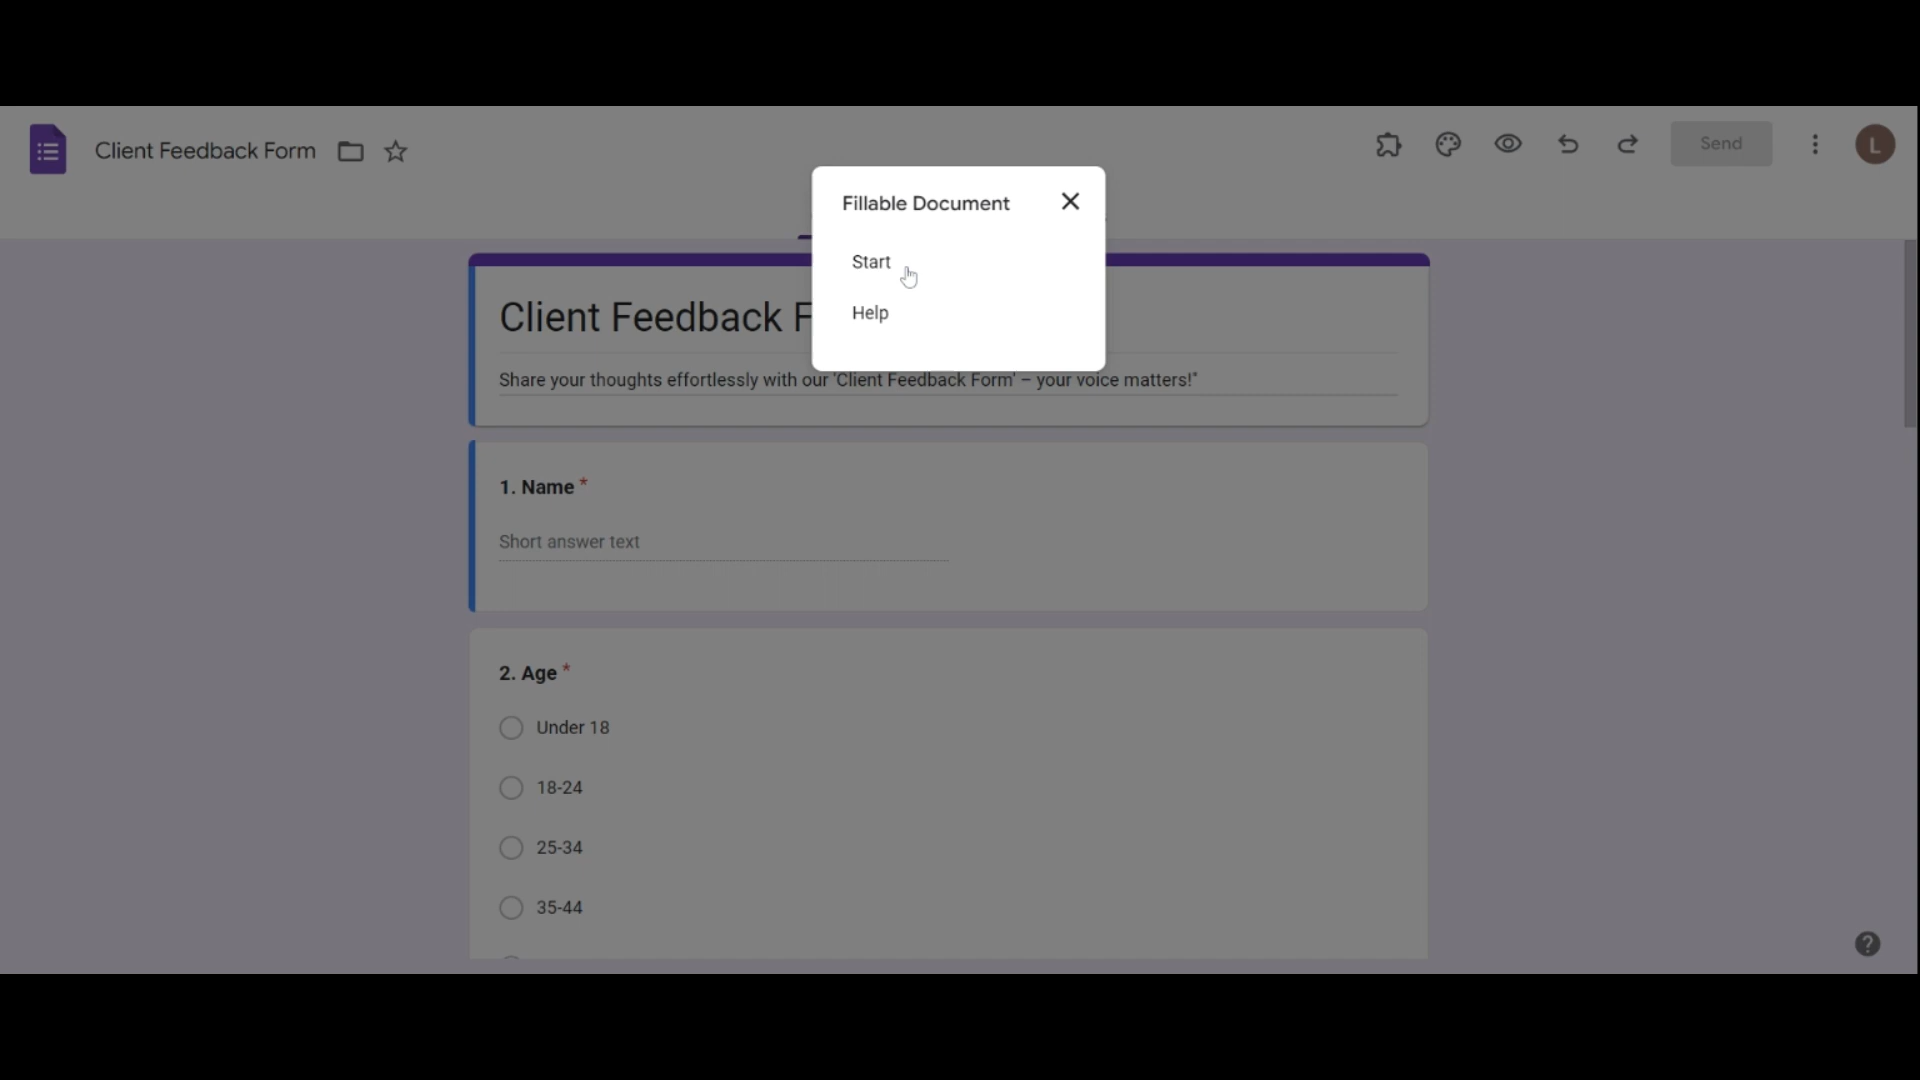 Client Feedback Form
Send
L
Fillable Document
Start
Help
Client Feedback F
Share your thoughts effortlessly with our 'Client Feedback Form' – your voice matters!"
1. Name *
Short answer text
2. Age *
Under 18
18-24
25-34
35-44
?